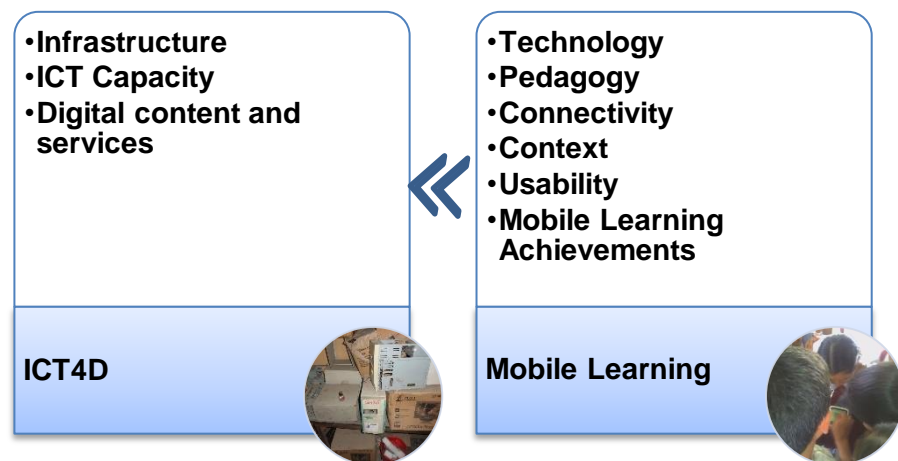 •Infrastructure
•ICT Capacity
•Digital content and
services
ICT4D
•Technology
•Pedagogy
•Connectivity
•Context
•Usability
•Mobile Learning
Achievements
Mobile Learning